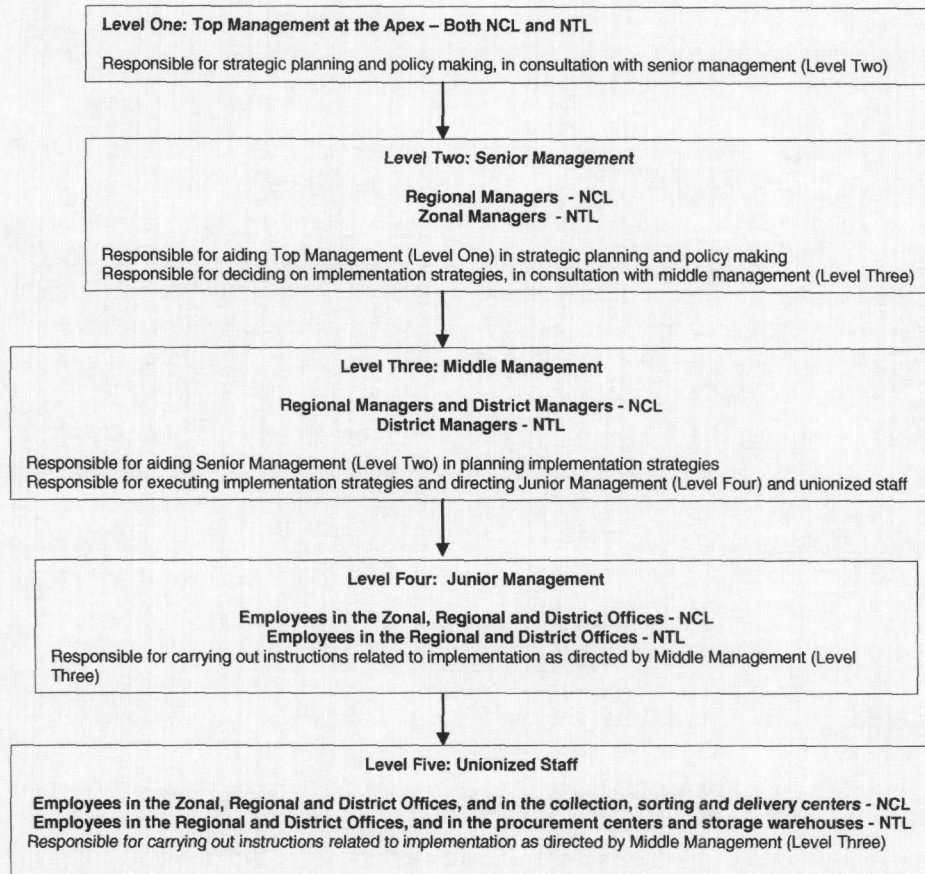 Level One: Top Management at the Apex – Both NCL and NTL
Responsible for strategic planning and policy making, in consultation with senior management (Level Two)
Level Two: Senior Management
Regional Managers - NCL
Zonal Managers - NTL
Responsible for aiding Top Management (Level One) in strategic planning and policy making
Responsible for deciding on implementation strategies, in consultation with middle management (Level Three)
Level Three: Middle Management
Regional Managers and District Managers - NCL
District Managers - NTL
Responsible for aiding Senior Management (Level Two) in planning implementation strategies
Responsible for executing implementation strategies and directing Junior Management (Level Four) and unionized staff
Level Four: Junior Management
Employees in the Zonal, Regional and District Offices - NCL
Employees in the Regional and District Offices - NTL
Responsible for carrying out instructions related to implementation as directed by Middle Management (Level
Three)
Level Five: Unionized Staff
Employees in the Zonal, Regional and District Offices, and in the collection, sorting and delivery centers - NCL
Employees in the Regional and District Offices, and in the procurement centers and storage warehouses - NTL
Responsible for carrying out instructions related to implementation as directed by Middle Management (Level Three)